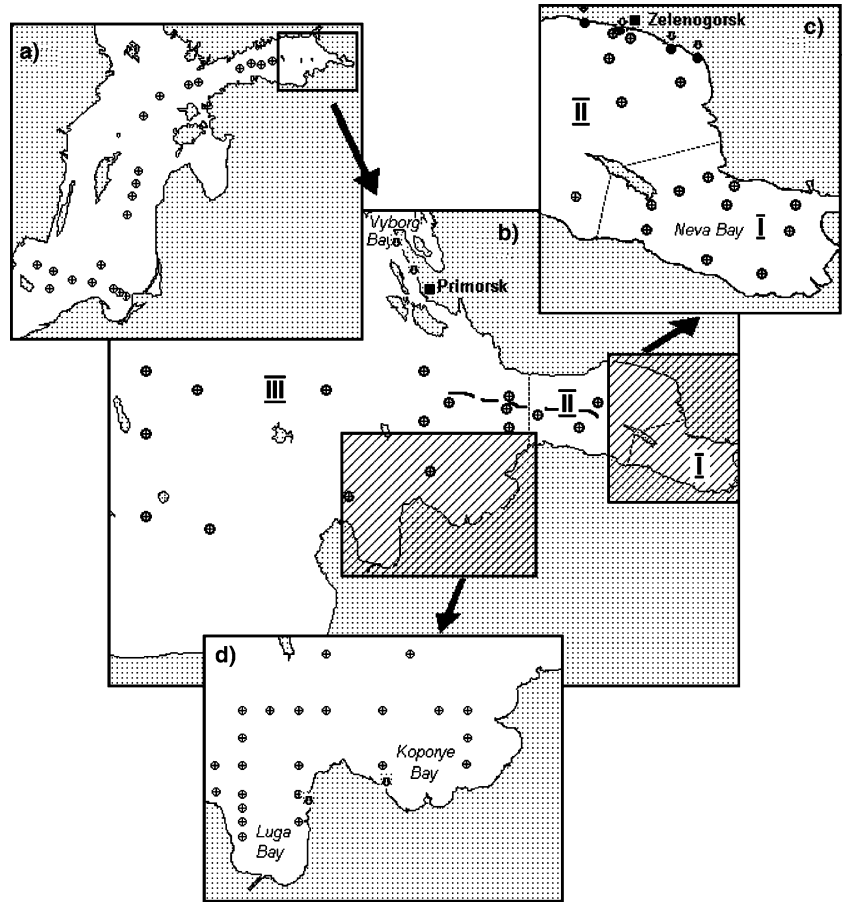 a)
c)
Zelenogorsk
II
Neva Bay
I
b)
Vyborg
Bay
Primorsk
III
II
I
d)
Koporye
Bay
Luga
Bay